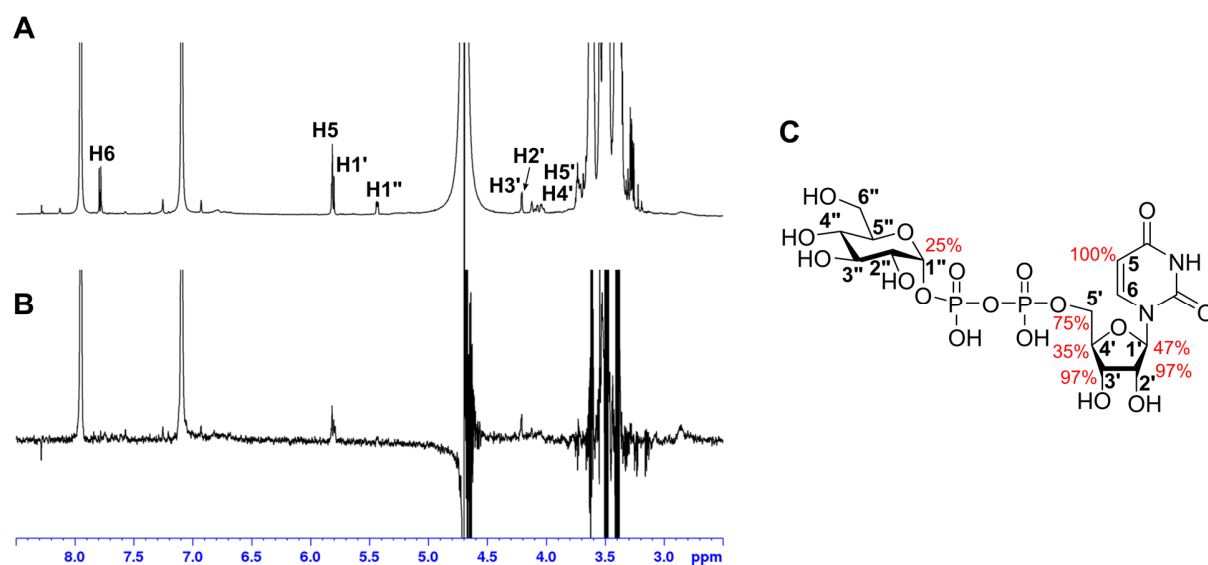 A
H6
H5
H1'
H1"
H3'
H2'
H5'
H4'
B
8.0 7.0 6.5 6.0 5.5 5.0 4.5 4.0 3.5 3.0 ppm
C
HO 6"
4" 5" O 25%
HO
HO 3" 2" 1"
HO O P O P O 5'
O O
OH OH
75%
35% 4' O 1' 47%
97% 3' 2' 97%
HO OH
O
100% 5 NH
6
N O